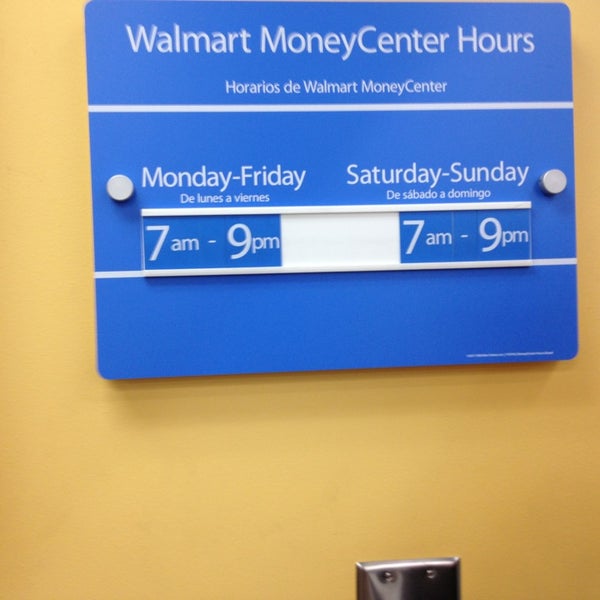 Walmart MoneyCenter Hours
Horarios de Walmart MoneyCenter
Monday-Friday
De lunes a viernes
7am - 9pm
Saturday-Sunday
De sábado a domingo
7am - 9pm